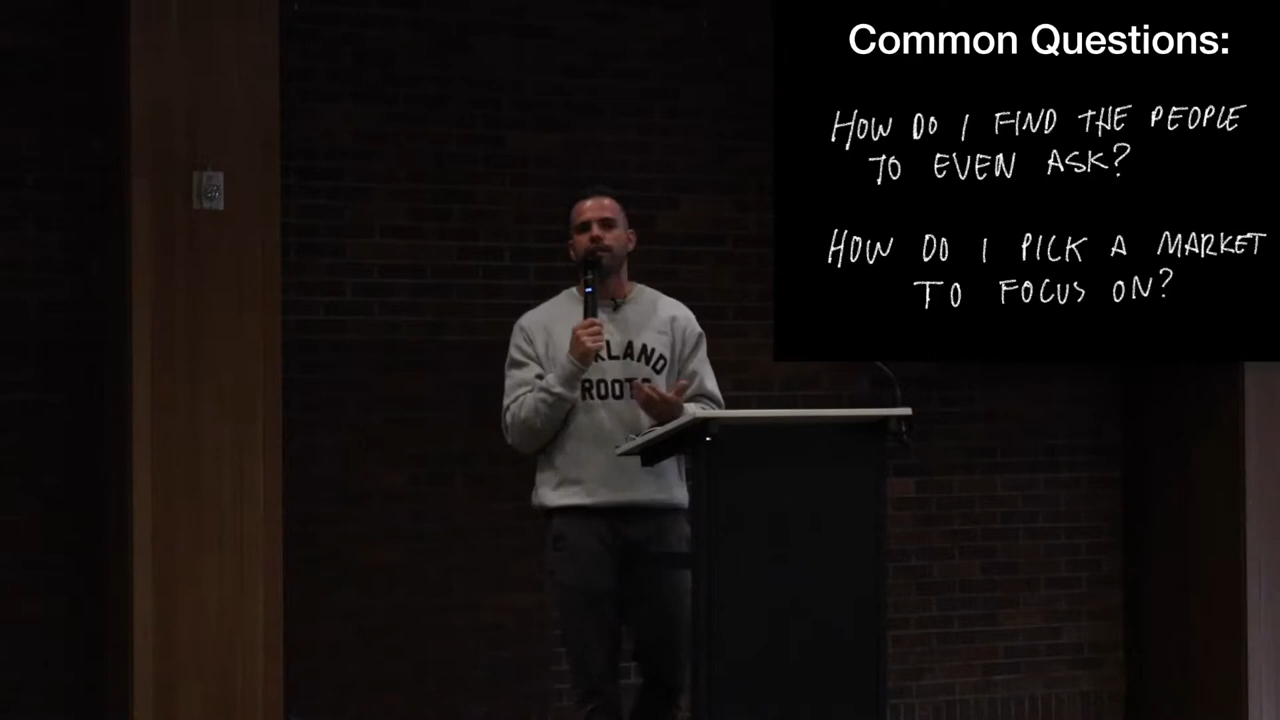 Common Questions:
HOW DO I FIND THE PEOPLE
TO EVEN ASK?
HOW DO I PICK A MARKET
TO FOCUS ON?